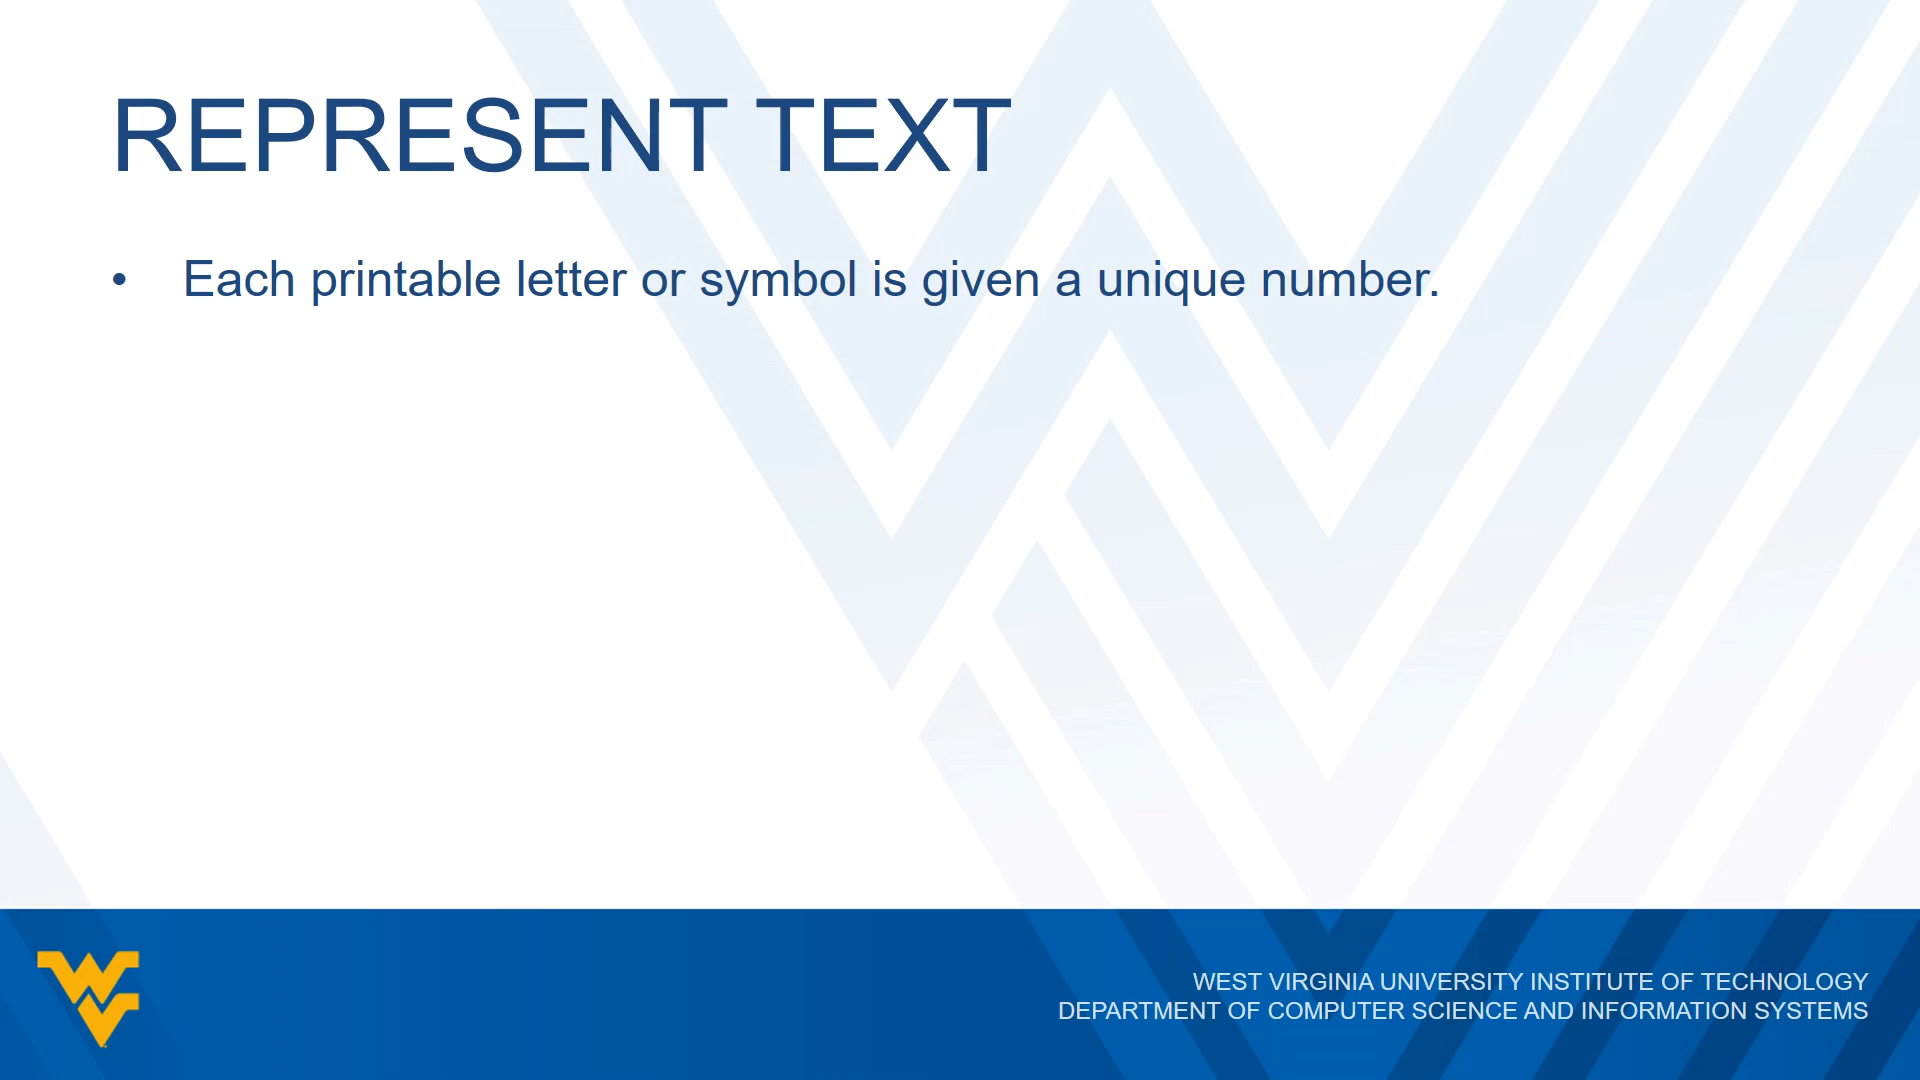 REPRESENT TEXT
• Each printable letter or symbol is given a unique number.
WEST VIRGINIA UNIVERSITY INSTITUTE OF TECHNOLOGY
DEPARTMENT OF COMPUTER SCIENCE AND INFORMATION SYSTEMS